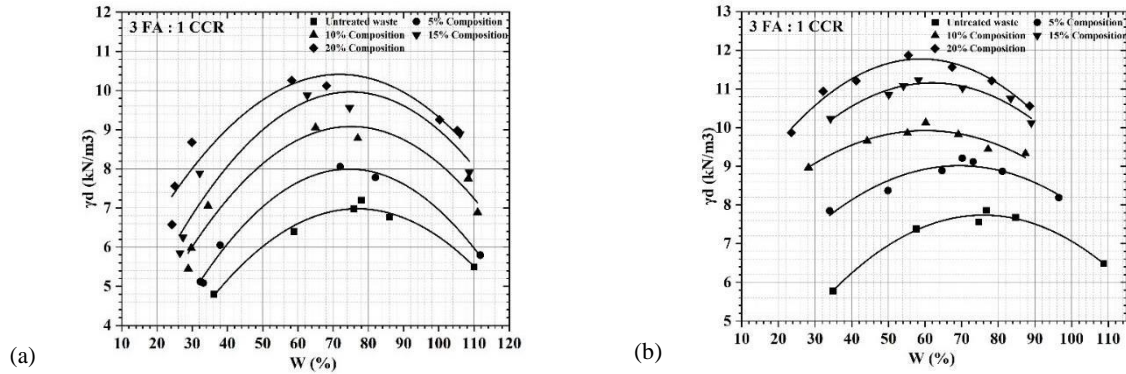 3 FA : 1 CCR
Untreated waste
5% Composition
10% Composition
15% Composition
20% Composition
12
11
10
9
8
7
6
5
4
γd (kN/m3)
10 20 30 40 50 60 70 80 90 100 110 120
W (%)
(a)
3 FA : 1 CCR
Untreated waste
5% Composition
10% Composition
15% Composition
20% Composition
13
12
11
10
9
8
7
6
5
γd (kN/m3)
10 20 30 40 50 60 70 80 90 100 110
W (%)
(b)